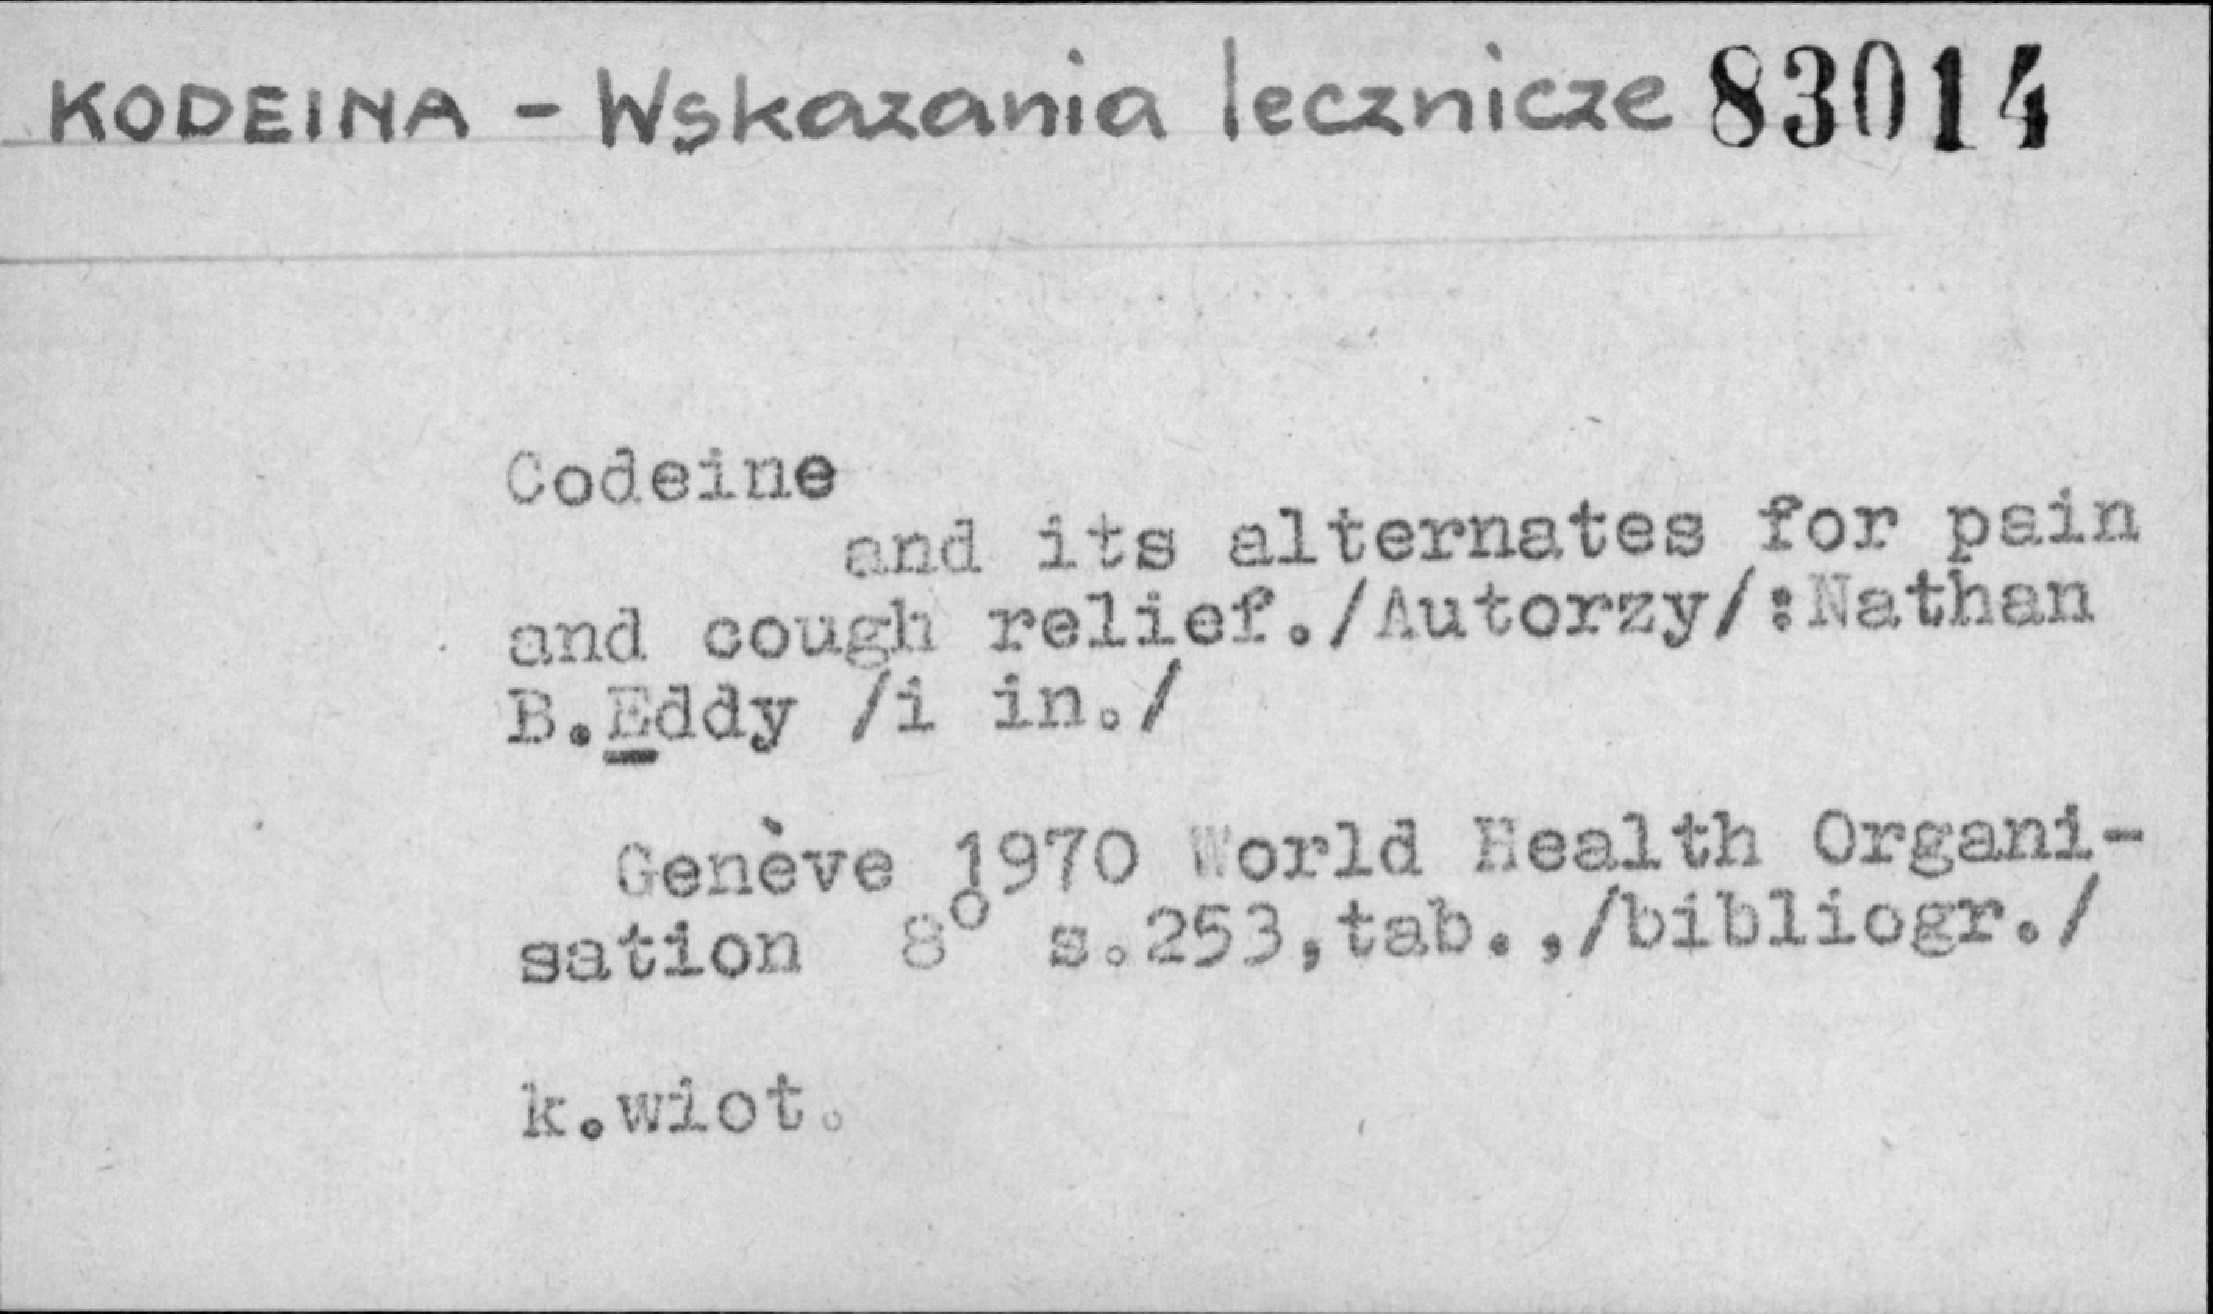 KODEINA - Wskazania lecznicze 83014
Codeine
and its alternates for pain
and cough relief./Autorzy/:Nathan
B.Eddy /i in./
Genève 1970 World Health Organi-
sation 8° s.253,tab.,/bibliogr./
k.wiot.